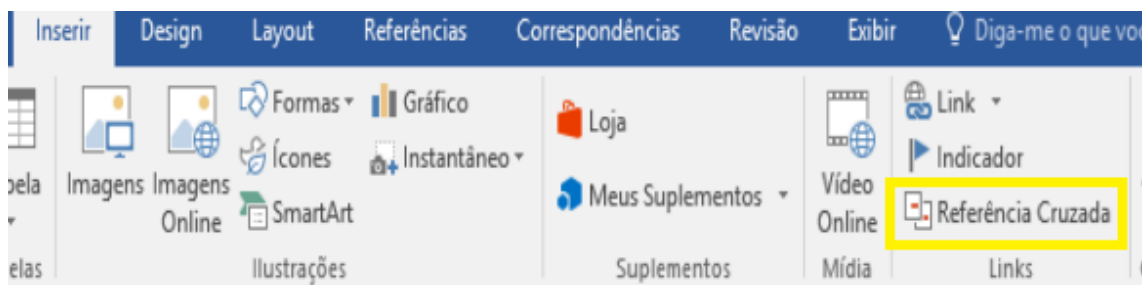 Inserir Design Layout Referências Correspondências Revisão Exibir Diga-me o que
Formas Gráfico
Ícones Instantâneo
SmartArt
Imagens Imagens
Online
Loja
Meus Suplementos
Vídeo
Online
Link
Indicador
Referência Cruzada
Ilustrações Suplementos Mídia Links